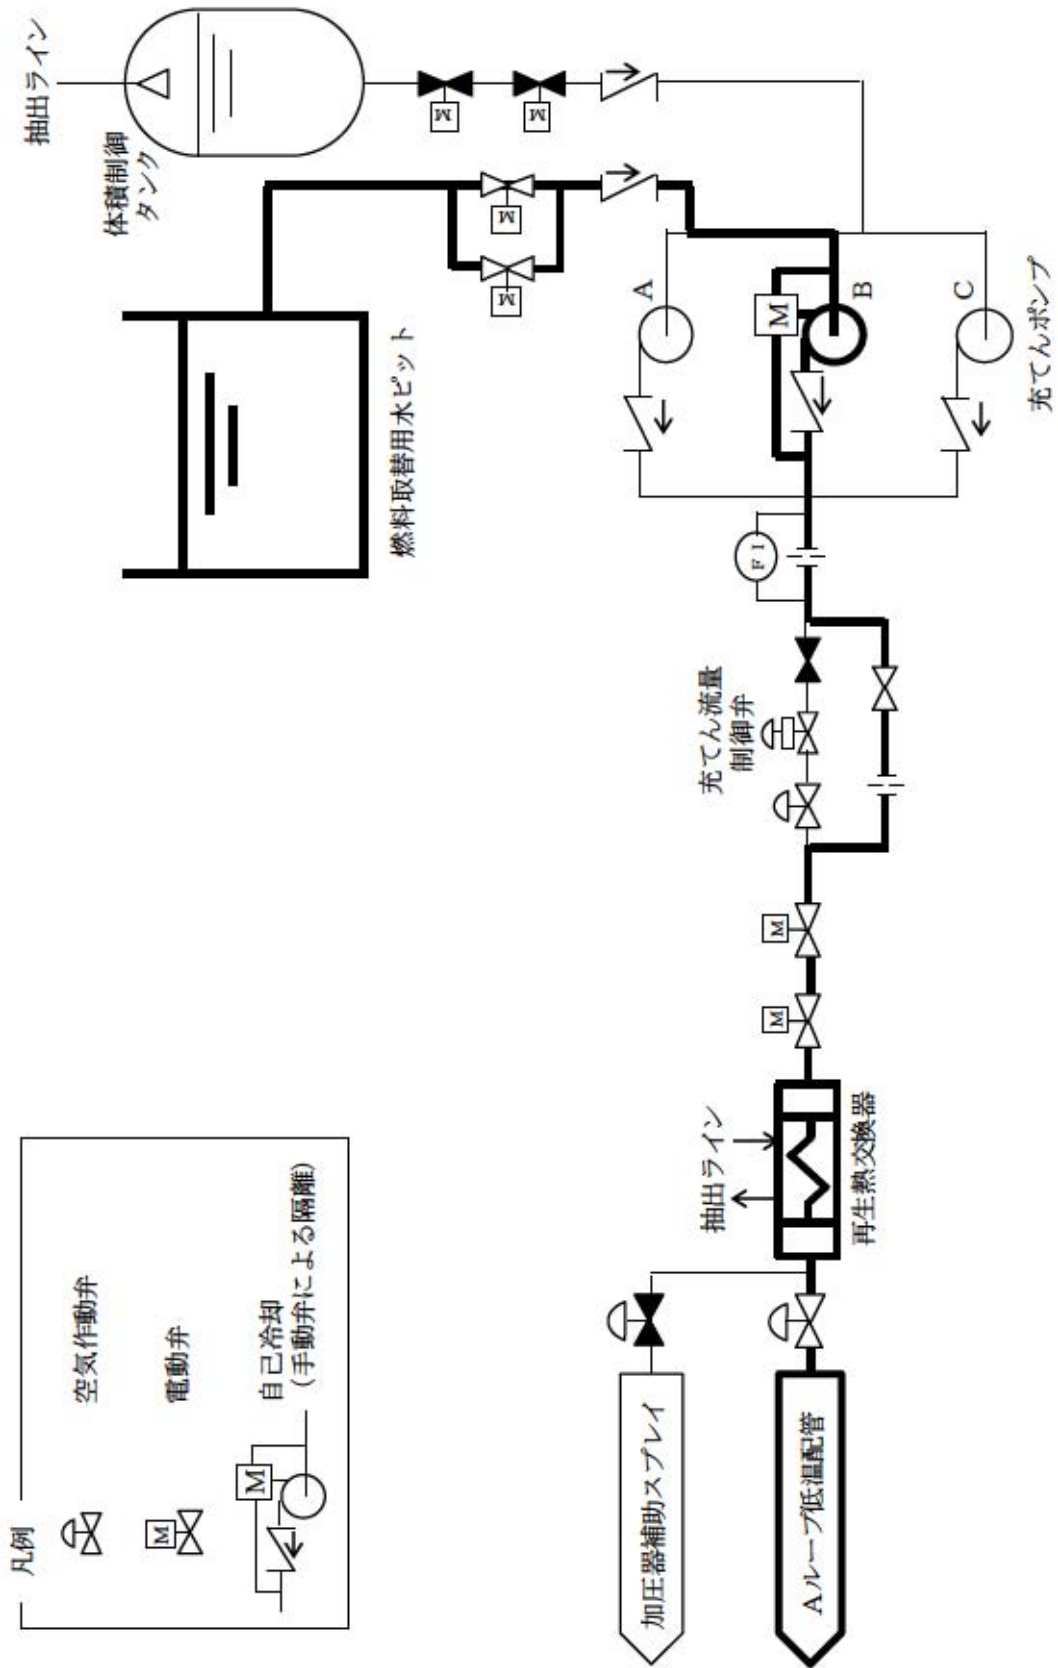 凡例
空気作動弁
M
電動弁
M
自己冷却
(手動弁による隔離)
加圧器補助スプレイ
Aループ低温配管
抽出ライン
再生熱交換器
M
M
充てん流量
制御弁
F I
M
A
B
C
充てんポンプ
燃料取替用水ピット
M
M
体積制御
タンク
抽出ライン
M
M